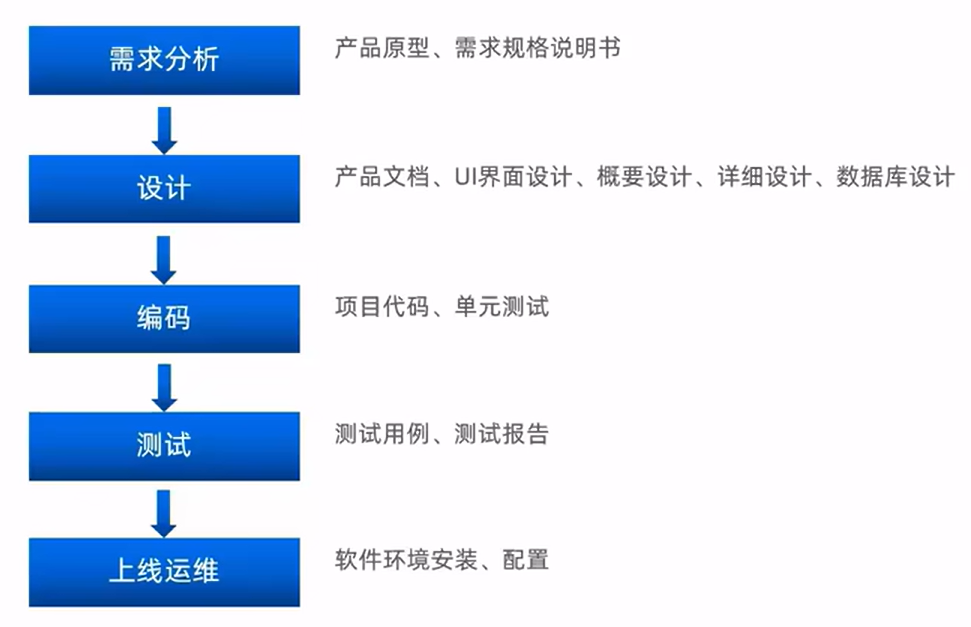 需求分析
产品原型、需求规格说明书
设计
产品文档、UI界面设计、概要设计、详细设计、数据库设计
编码
项目代码、单元测试
测试
测试用例、测试报告
上线运维
软件环境安装、配置